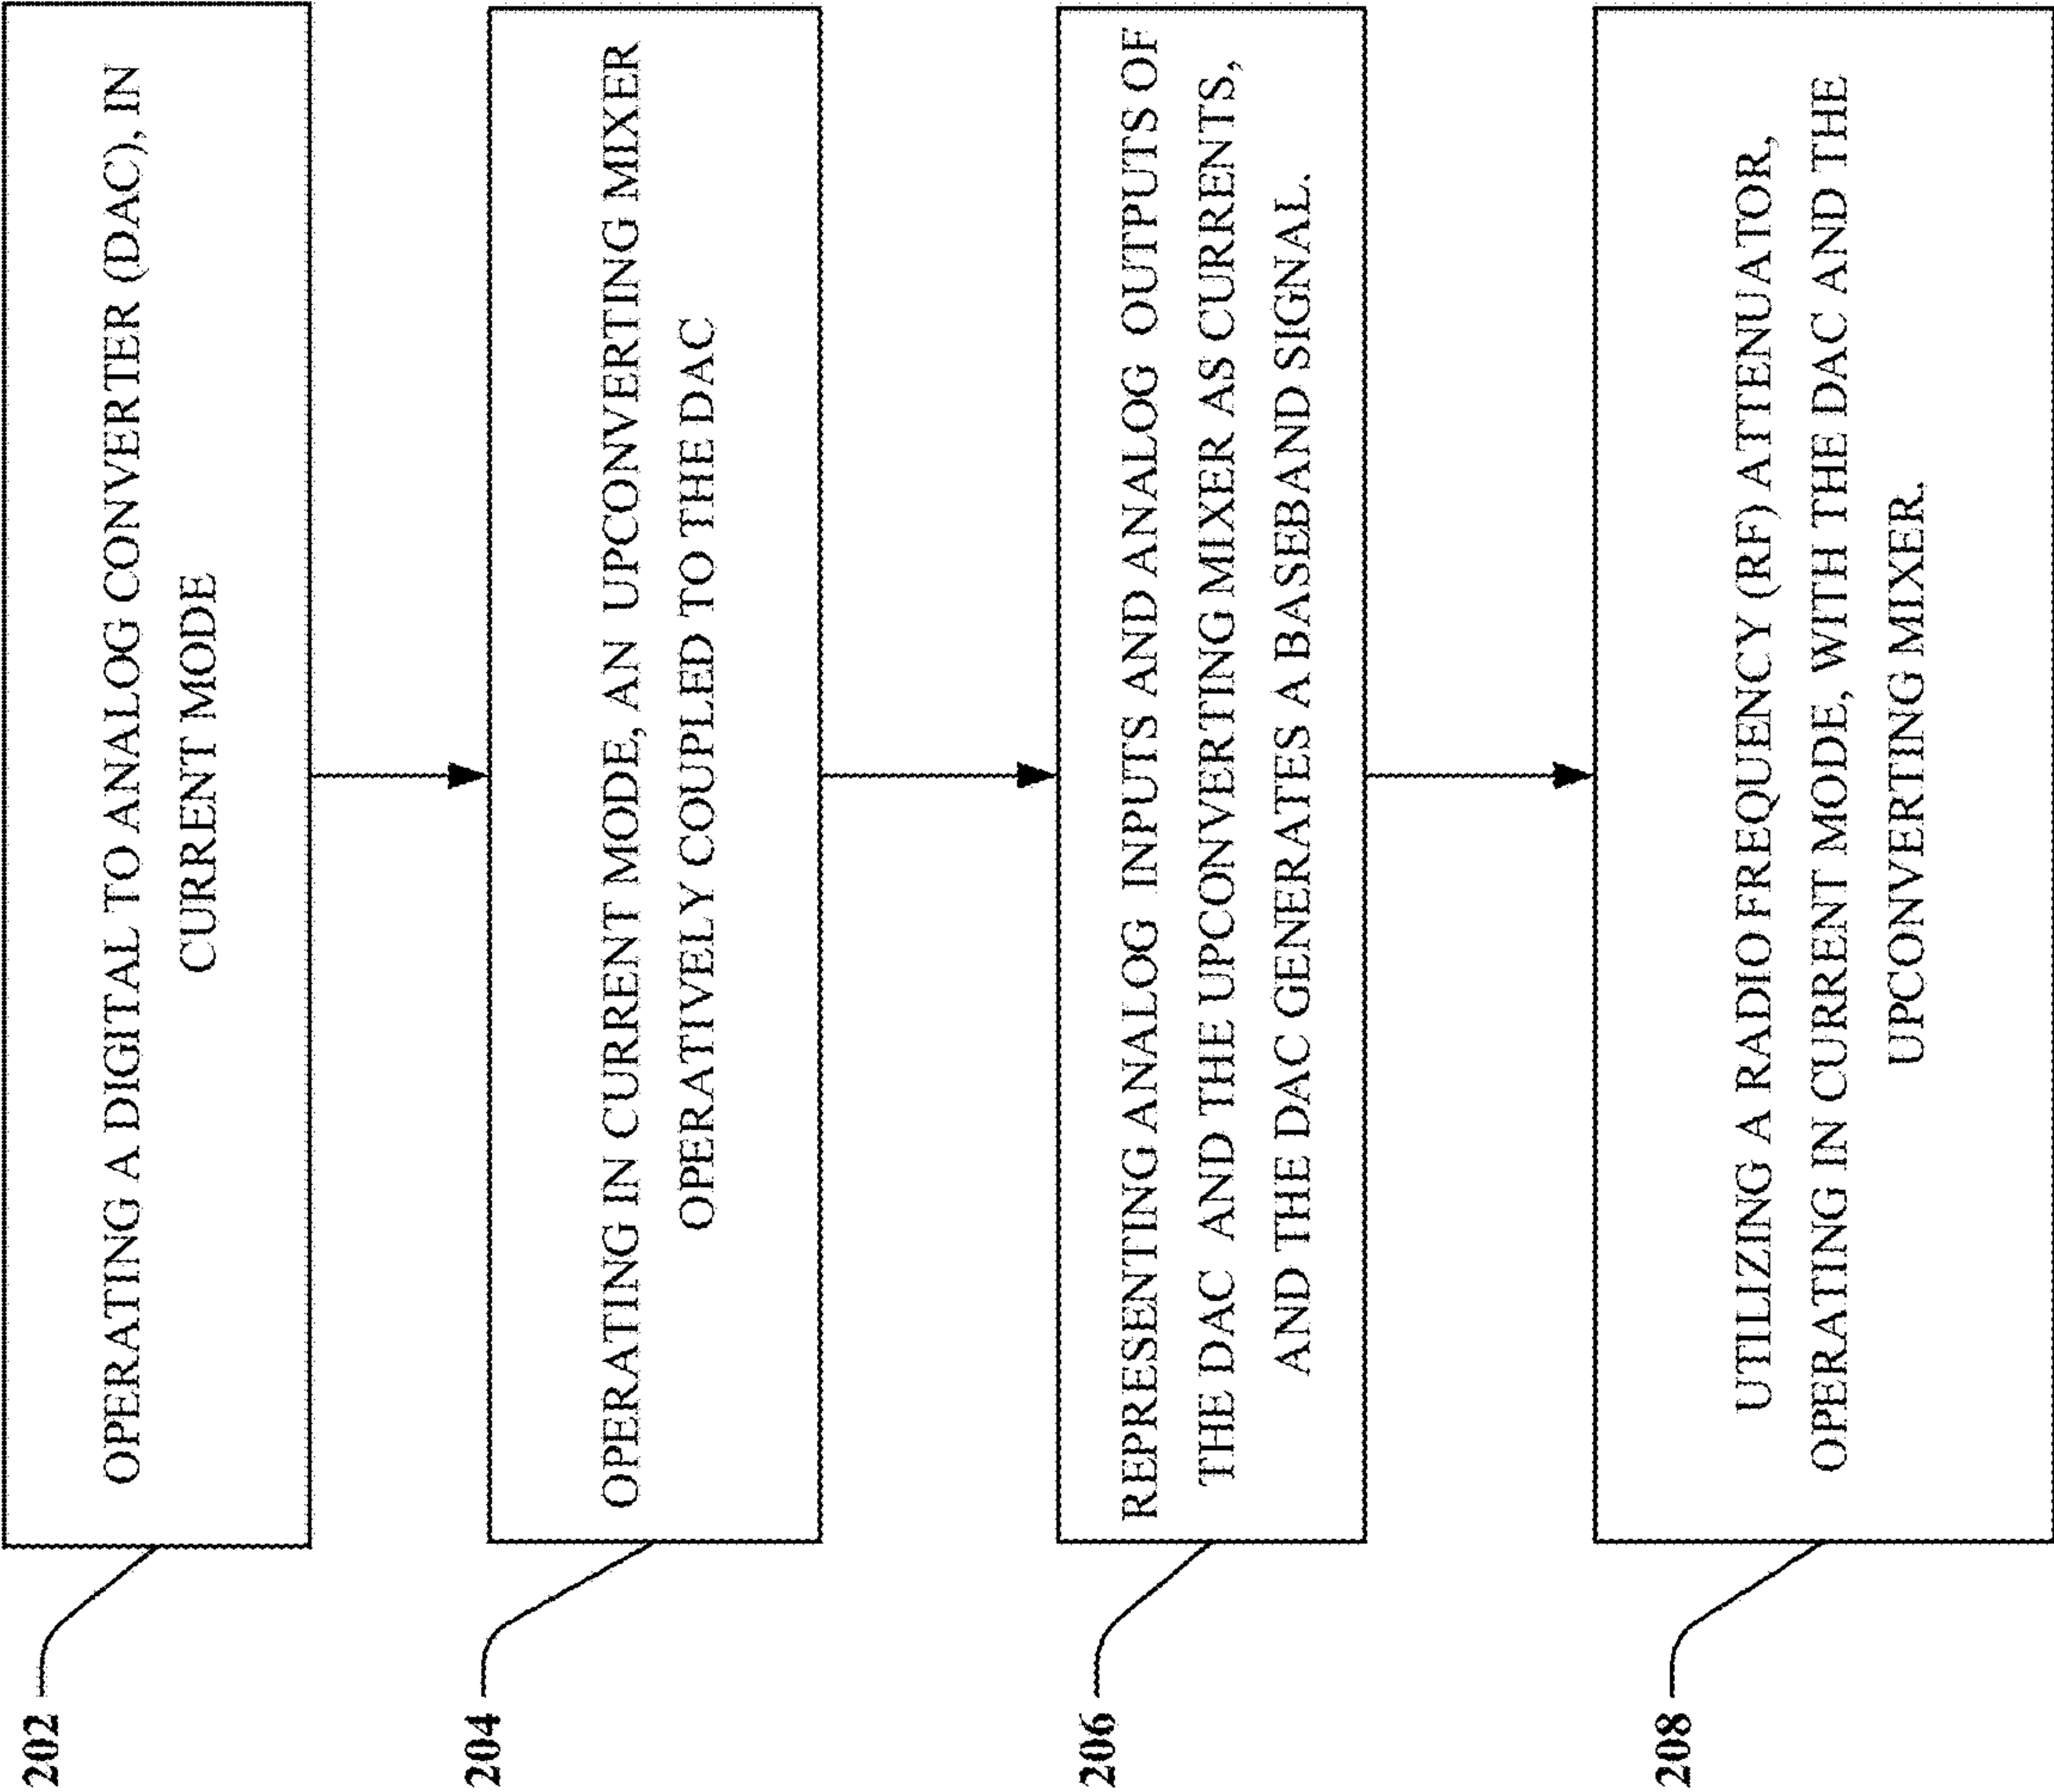 202
OPERATING A DIGITAL TO ANALOG CONVERTER (DAC), IN
CURRENT MODE
204
OPERATING IN CURRENT MODE, AN UPCONVERTING MIXER
OPERATIVELY COUPLED TO THE DAC
206
REPRESENTING ANALOG INPUTS AND ANALOG OUTPUTS OF
THE DAC AND THE UPCONVERTING MIXER AS CURRENTS,
AND THE DAC GENERATES A BASEBAND SIGNAL.
208
UTILIZING A RADIO FREQUENCY (RF) ATTENUATOR,
OPERATING IN CURRENT MODE, WITH THE DAC AND THE
UPCONVERTING MIXER.